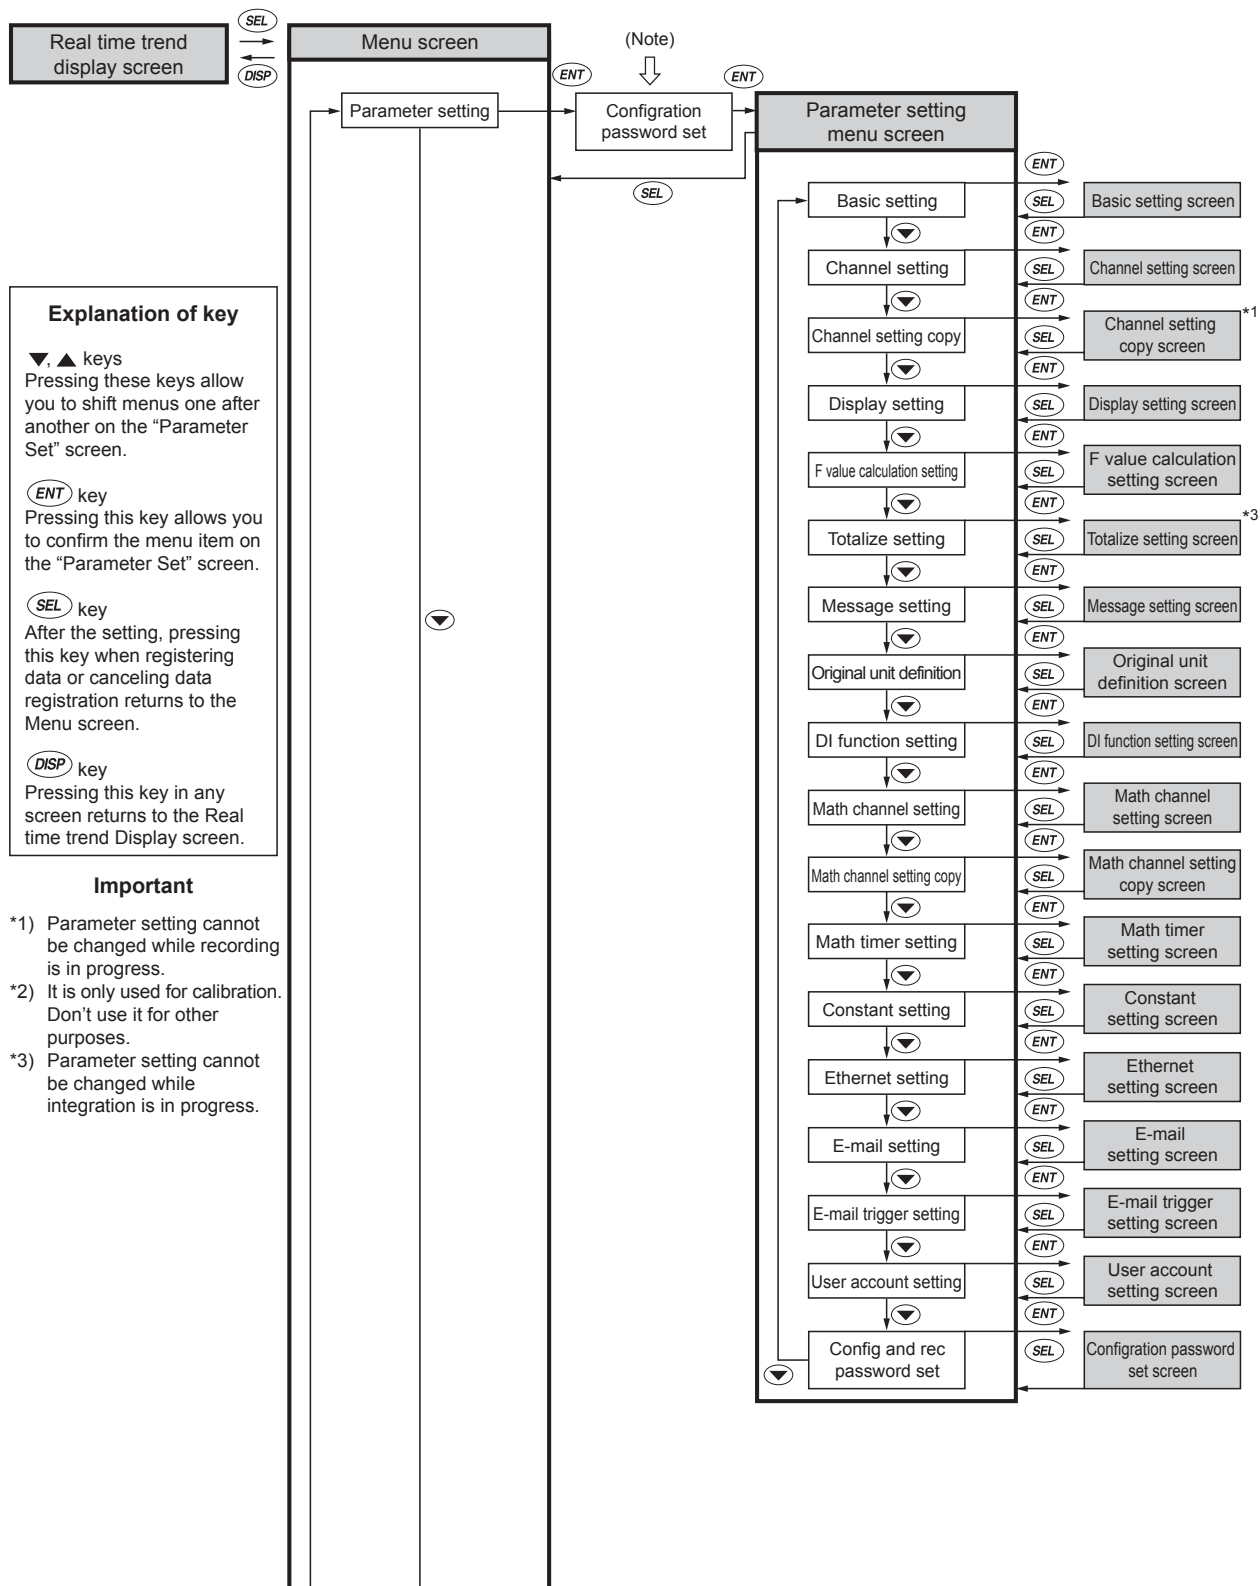 Real time trend
display screen
SEL
DISP
Menu screen
Parameter setting
ENT
(Note)
Configration
password set
ENT
SEL
Parameter setting
menu screen
Basic setting
ENT
SEL
Basic setting screen
Channel setting
ENT
SEL
Channel setting screen
Channel setting copy
ENT
SEL
Channel setting
copy screen
*1
Display setting
ENT
SEL
Display setting screen
F value calculation setting
ENT
SEL
F value calculation
setting screen
Totalize setting
ENT
SEL
Totalize setting screen
*3
Message setting
ENT
SEL
Message setting screen
Original unit definition
ENT
SEL
Original unit
definition screen
DI function setting
ENT
SEL
DI function setting screen
Math channel setting
ENT
SEL
Math channel
setting screen
Math channel setting copy
ENT
SEL
Math channel setting
copy screen
Math timer setting
ENT
SEL
Math timer
setting screen
Constant setting
ENT
SEL
Constant
setting screen
Ethernet setting
ENT
SEL
Ethernet
setting screen
E-mail setting
ENT
SEL
E-mail
setting screen
E-mail trigger setting
ENT
SEL
E-mail trigger
setting screen
User account setting
ENT
SEL
User account
setting screen
Config and rec
password set
ENT
SEL
Configration password
set screen
Explanation of key
▼, ▲ keys
Pressing these keys allow
you to shift menus one after
another on the “Parameter
Set” screen.
ENT key
Pressing this key allows you
to confirm the menu item on
the “Parameter Set” screen.
SEL key
After the setting, pressing
this key when registering
data or canceling data
registration returns to the
Menu screen.
DISP key
Pressing this key in any
screen returns to the Real
time trend Display screen.
Important
*1) Parameter setting cannot
be changed while recording
is in progress.
*2) It is only used for calibration.
Don’t use it for other
purposes.
*3) Parameter setting cannot
be changed while
integration is in progress.